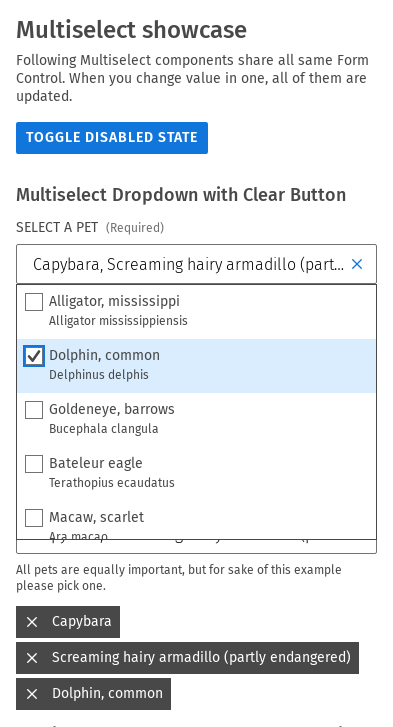 Multiselect showcase
Following Multiselect components share all same Form
Control. When you change value in one, all of them are
updated.
TOGGLE DISABLED STATE
Multiselect Dropdown with Clear Button
SELECT A PET (Required)
Capybara, Screaming hairy armadillo (part...
Alligator, mississippi
Alligator mississippiensis
Dolphin, common
Delphinus delphis
Goldeneye, barrows
Bucephala clangula
Bateleur eagle
Terathopius ecaudatus
Macaw, scarlet
Ara macao
All pets are equally important, but for sake of this example
please pick one.
Capybara
Screaming hairy armadillo (partly endangered)
Dolphin, common